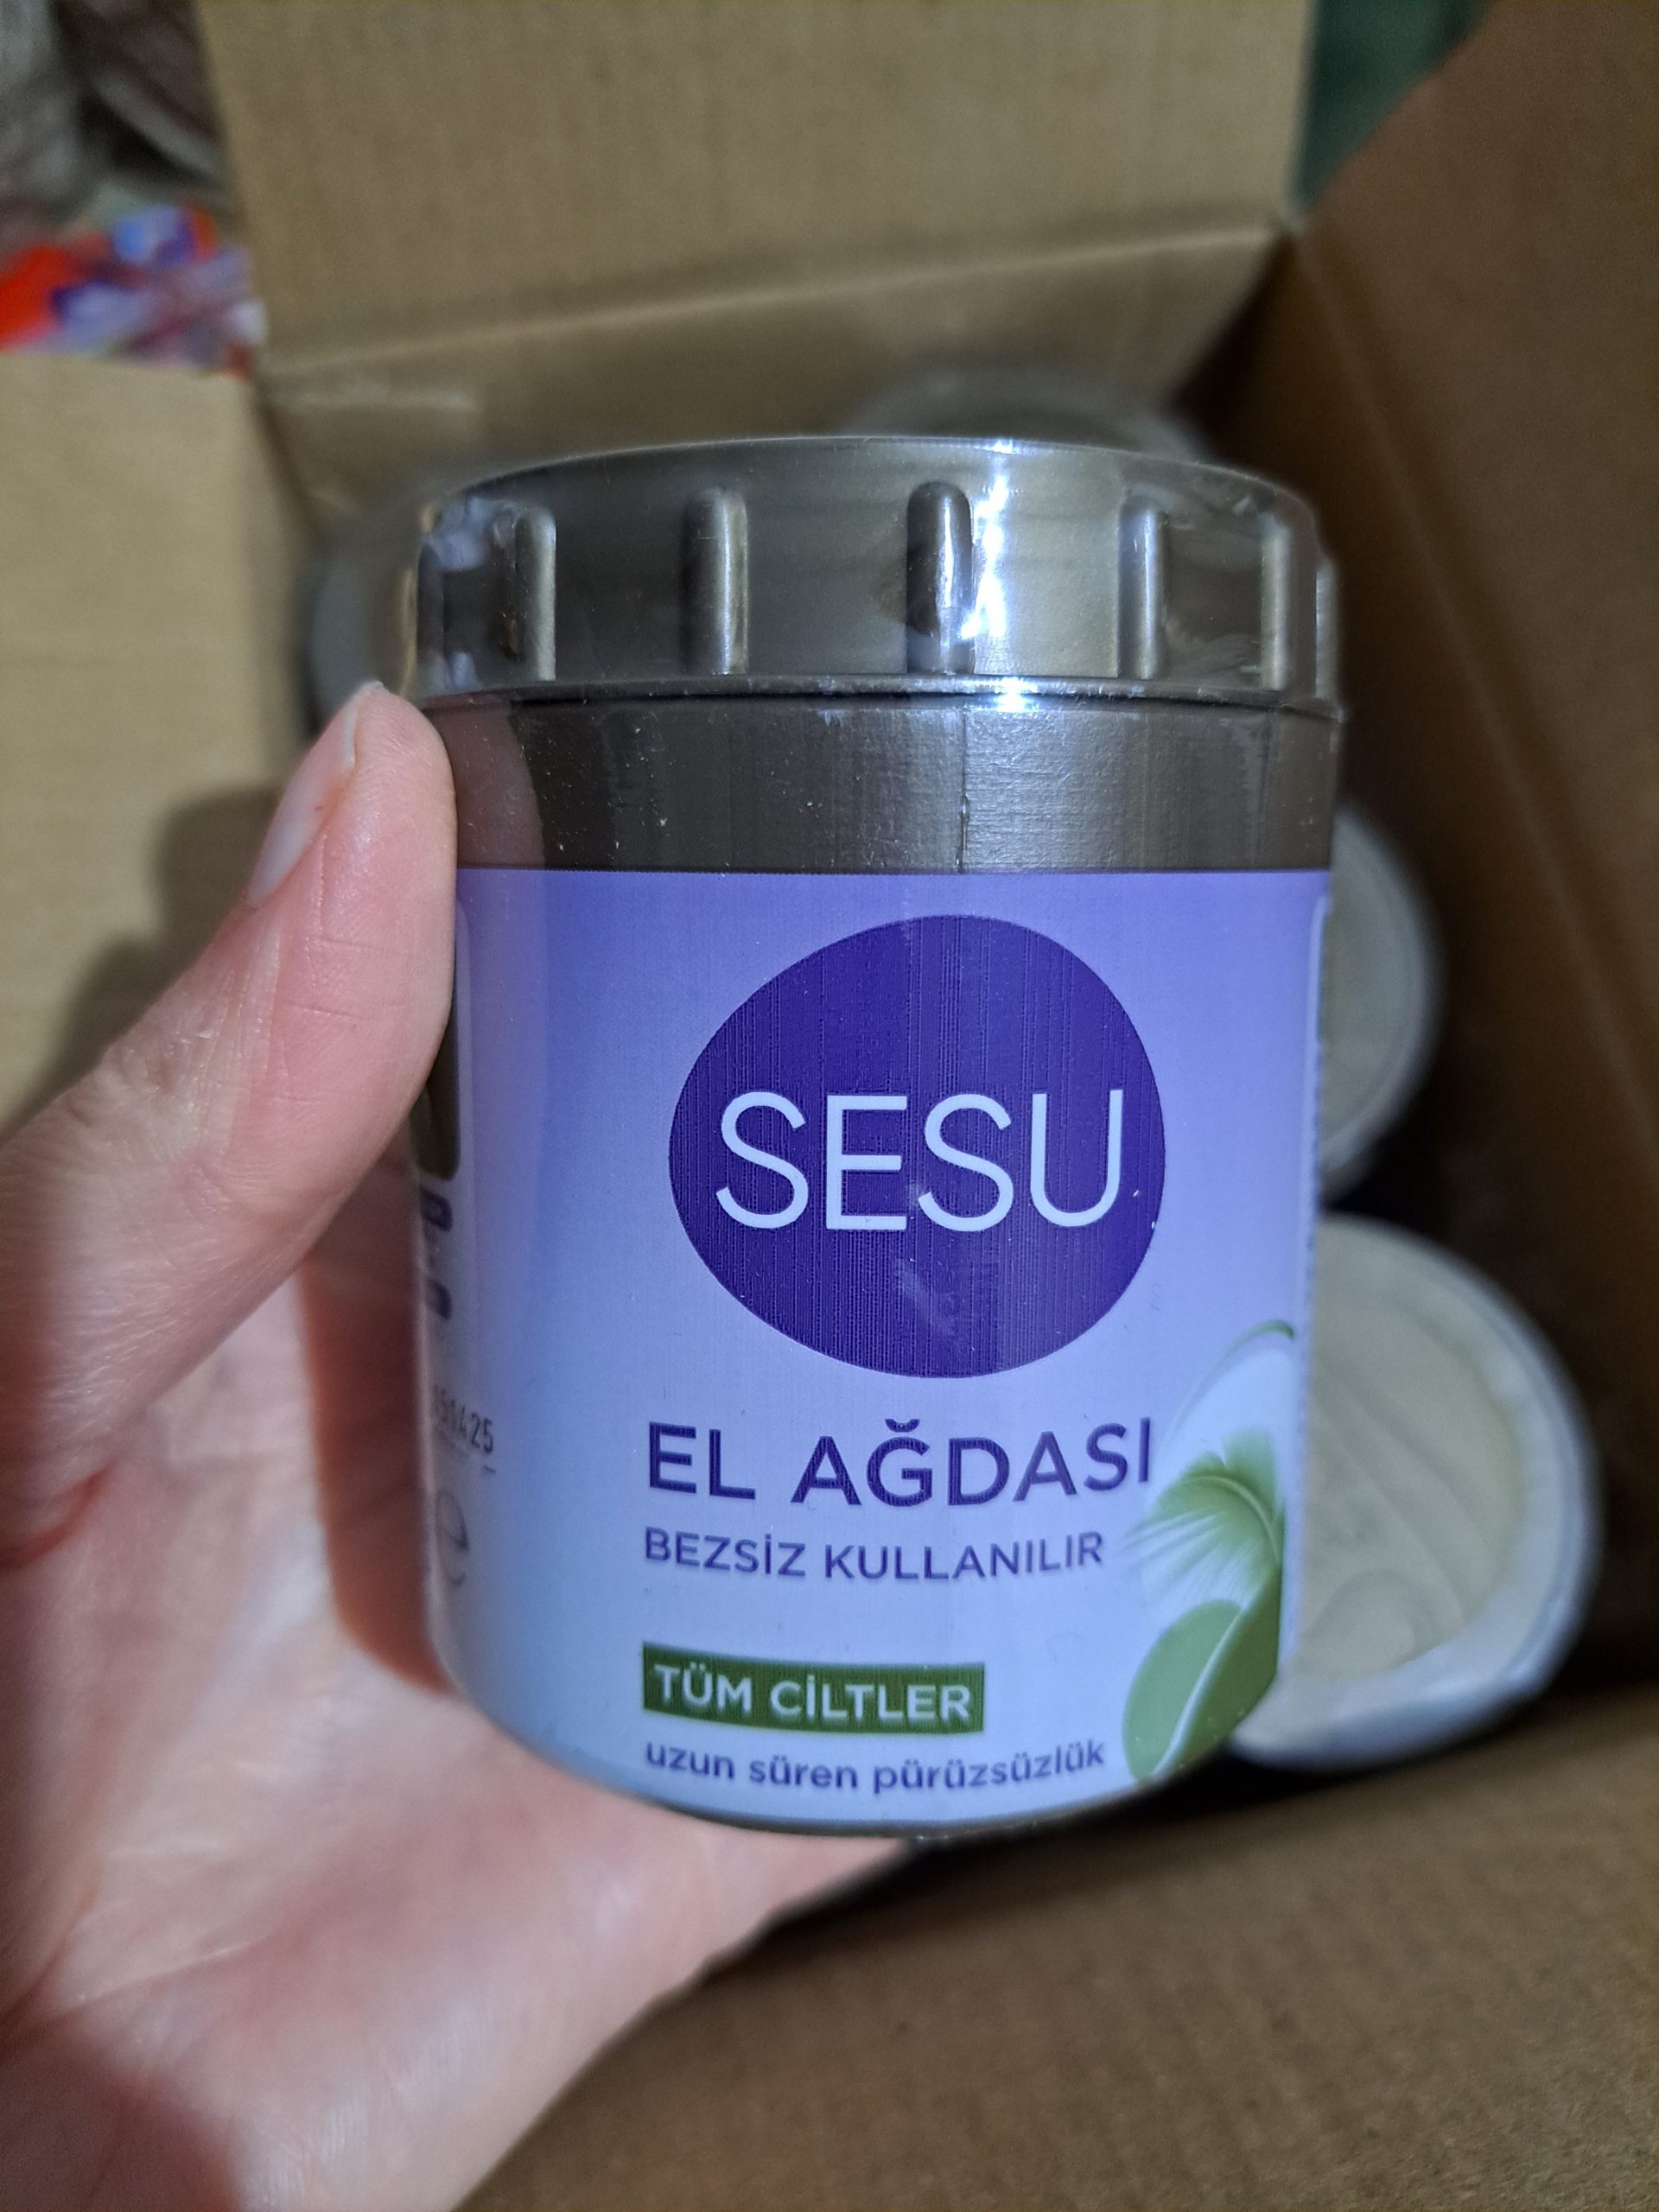 SESU
EL AĞDASI
BEZSİZ KULLANILIR
TÜM CİLTLER
uzun süren pürüzsüzlük
e